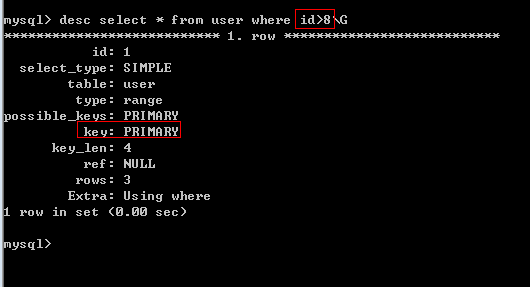 mysql> desc select * from user where id>8\G
*************************** 1. row ***************************
id: 1
select_type: SIMPLE
table: user
type: range
possible_keys: PRIMARY
key: PRIMARY
key_len: 4
ref: NULL
rows: 3
Extra: Using where
1 row in set (0.00 sec)
mysql>